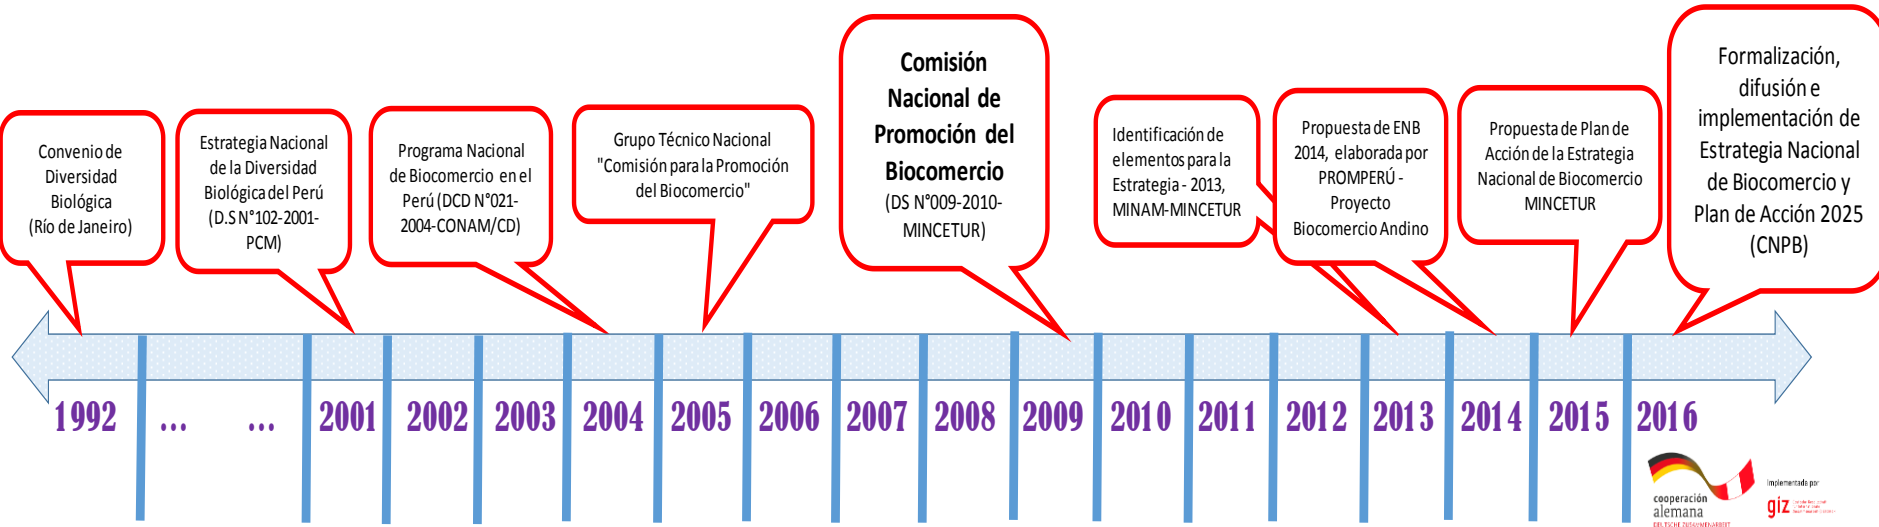 Convenio de
Diversidad
Biológica
(Río de Janeiro)
Estrategia Nacional
de la Diversidad
Biológica del Perú
(D.S N°102-2001-
PCM)
Programa Nacional
de Biocomercio en el
Perú (DCD N°021-
2004-CONAM/CD)
Grupo Técnico Nacional
"Comisión para la Promoción
del Biocomercio"
Comisión
Nacional de
Promoción del
Biocomercio
(DS N°009-2010-
MINCETUR)
Identificación de
elementos para la
Estrategia - 2013,
MINAM-MINCETUR
Propuesta de ENB
2014, elaborada por
PROMPERÚ -
Proyecto
Biocomercio Andino
Propuesta de Plan de
Acción de la Estrategia
Nacional de Biocomercio
MINCETUR
Formalización,
difusión e
implementación de
Estrategia Nacional
de Biocomercio y
Plan de Acción 2025
(CNPB)
1992 ... ... 2001 2002 2003 2004 2005 2006 2007 2008 2009 2010 2011 2012 2013 2014 2015 2016
cooperación
alemana
DEUTSCHE ZUSAMMENARBEIT
Implementada por
giz